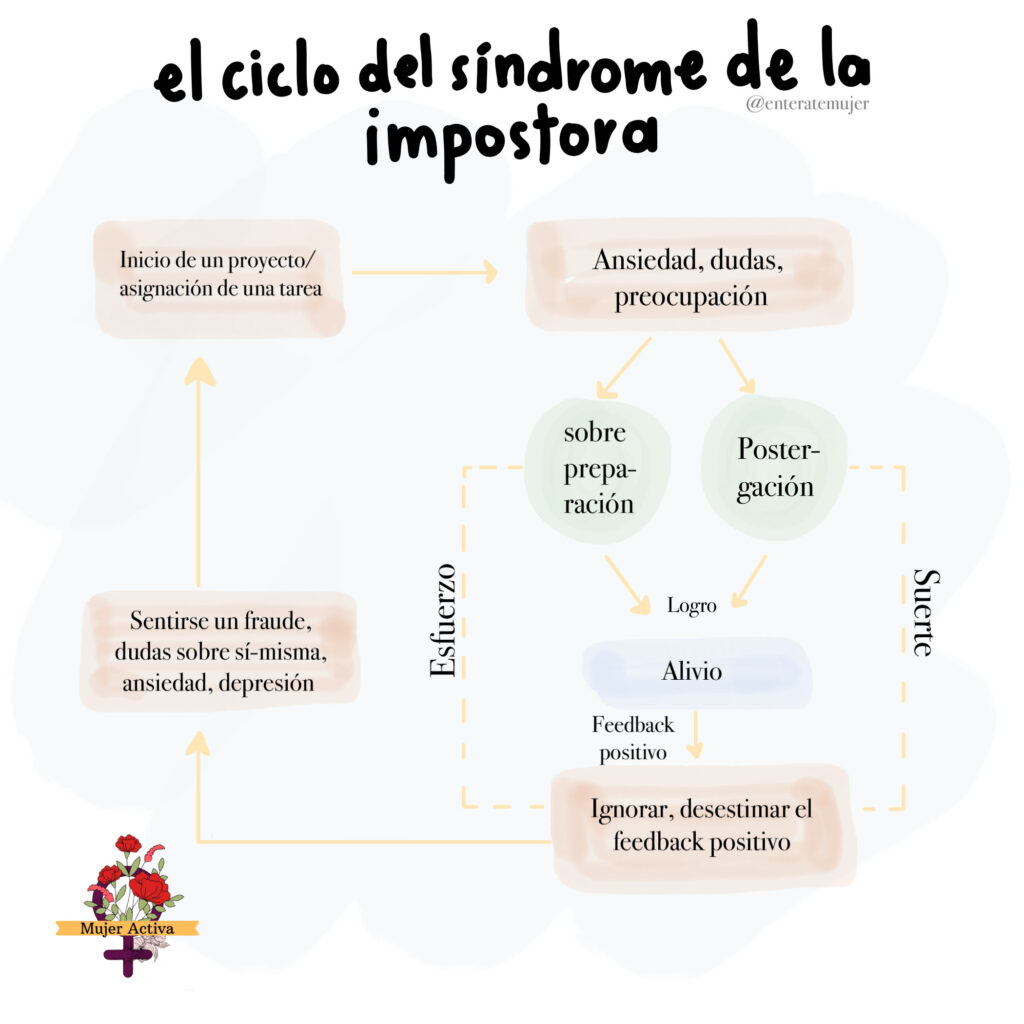 el ciclo del síndrome de la
@enteratemujer
impostora
Inicio de un proyecto/
asignación de una tarea
Ansiedad, dudas,
preocupación
sobre
prepa-
ración
Poster-
gación
Esfuerzo
Suerte
Logro
Alivio
Sentirse un fraude,
dudas sobre sí-misma,
ansiedad, depresión
Feedback
positivo
Ignorar, desestimar el
feedback positivo
Mujer Activa